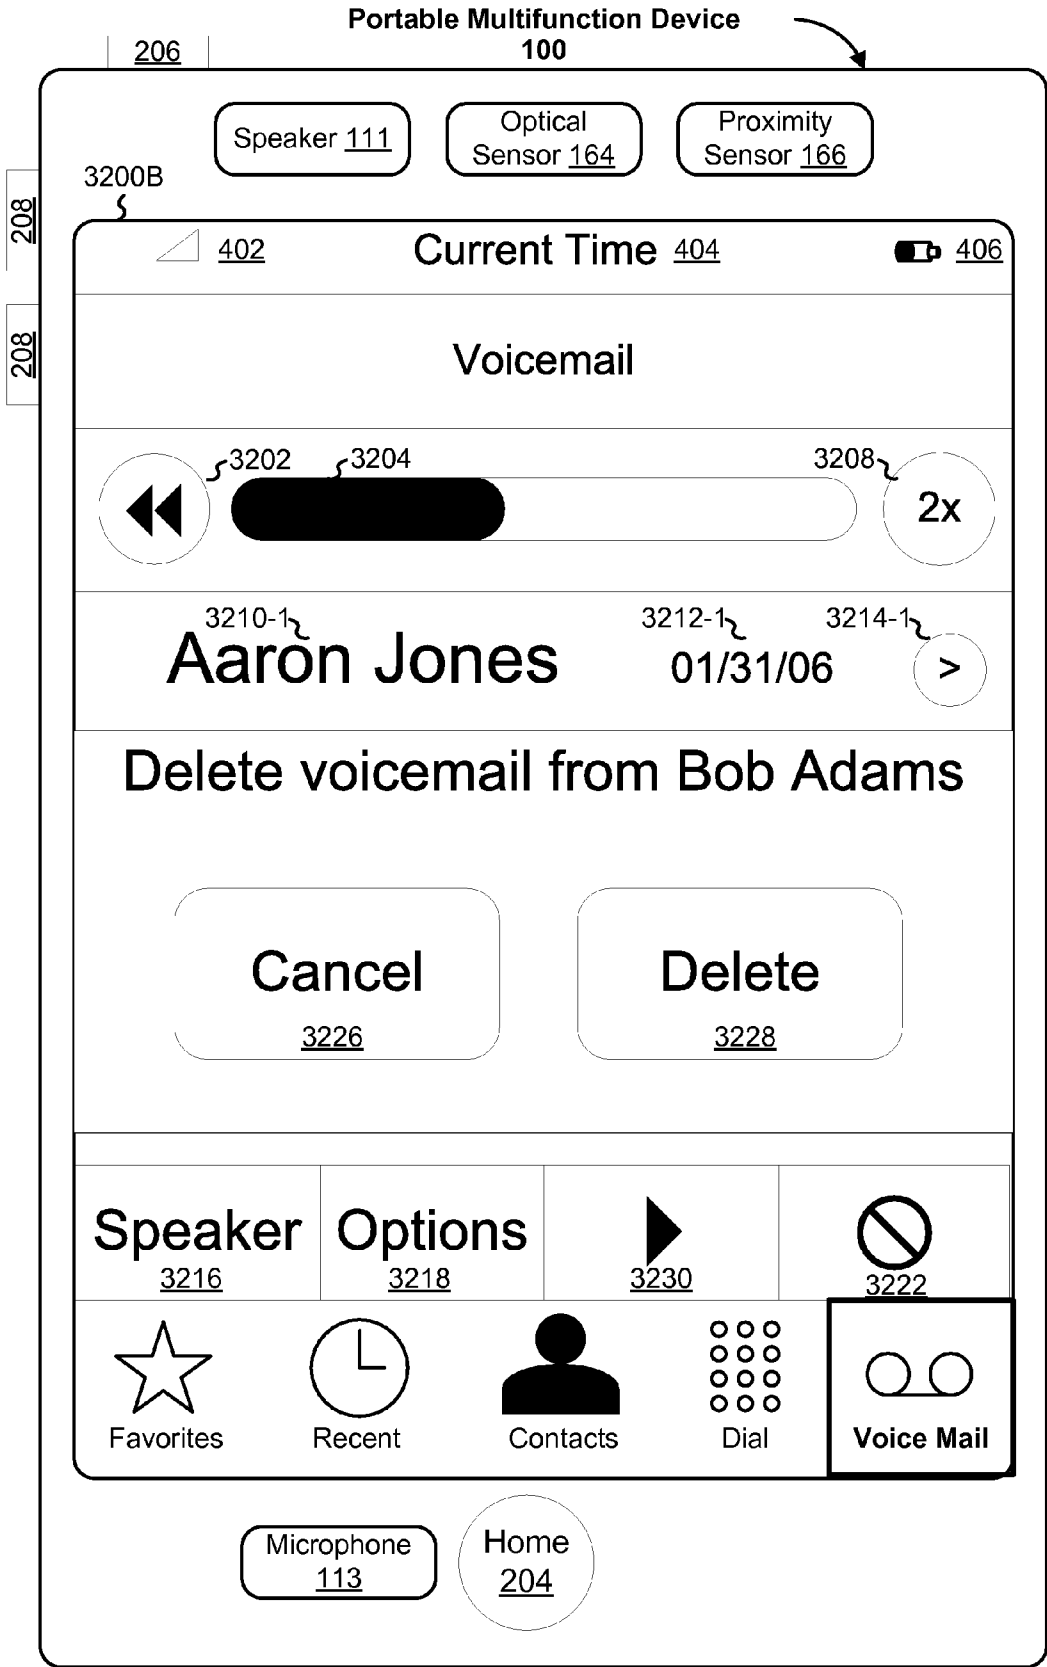 Portable Multifunction Device
100
206
Speaker 111
Optical
Sensor 164
Proximity
Sensor 166
3200B
208
402
Current Time 404
406
208
Voicemail
3202
3204
3208
2x
3210-1
3212-1
3214-1
Aaron Jones
01/31/06
>
Delete voicemail from Bob Adams
Cancel
3226
Delete
3228
Speaker
3216
Options
3218
3230
3222
Favorites
Recent
Contacts
Dial
Voice Mail
Microphone
113
Home
204